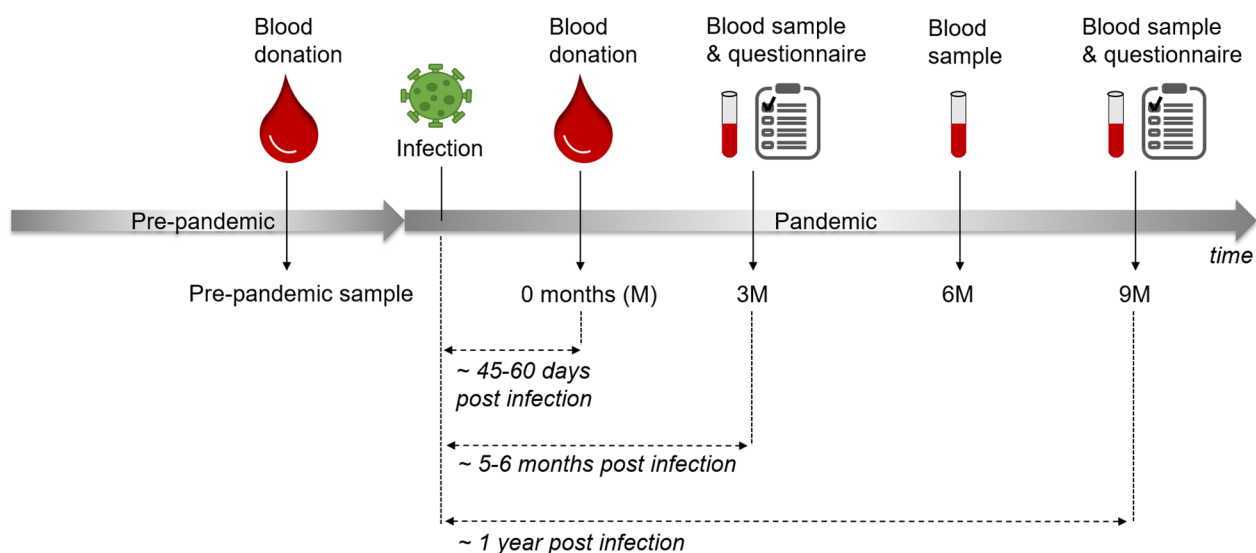 Blood
donation
Infection
Blood
donation
Blood sample
& questionnaire
Blood
sample
Blood sample
& questionnaire
Pre-pandemic
Pandemic
time
Pre-pandemic sample
0 months (M)
3M
6M
9M
~ 45-60 days
post infection
~ 5-6 months post infection
~ 1 year post infection